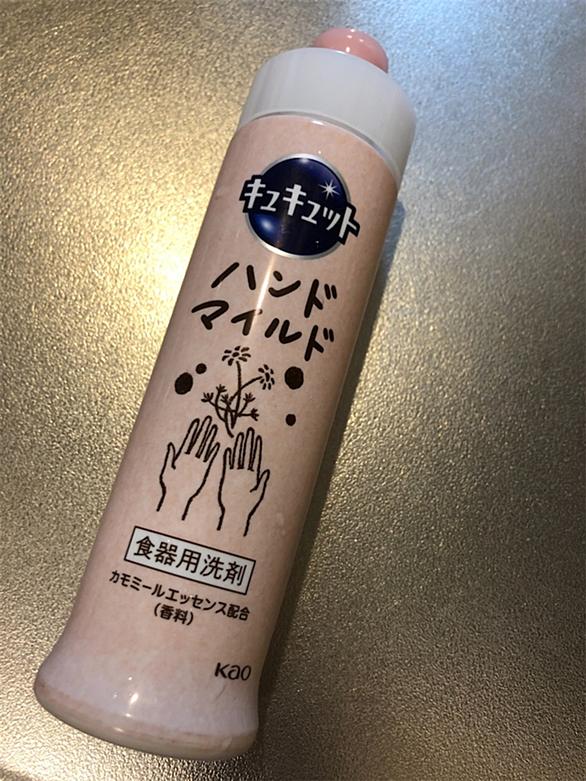 キュキュット
ハンド
マイルド
食器用洗剤
カモミールエッセンス配合
(香料)
Kao